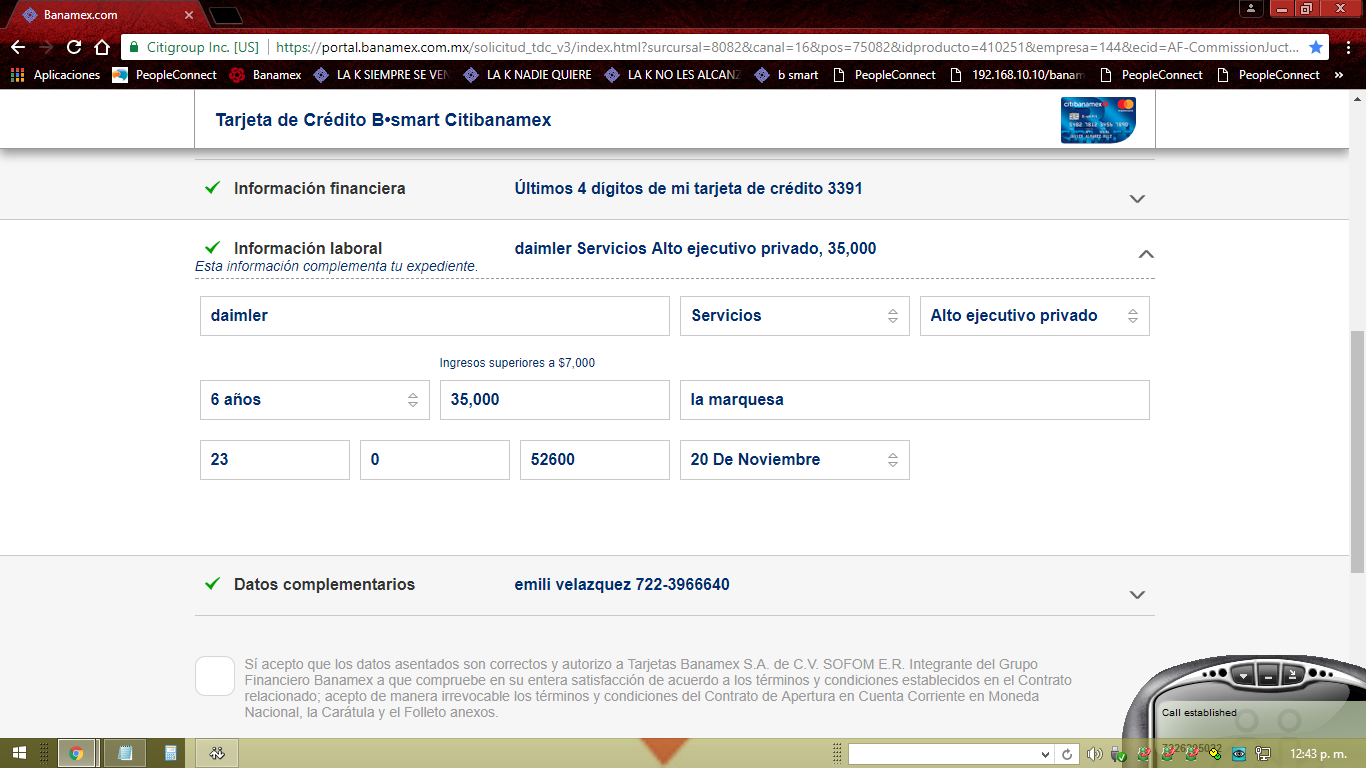 Banamex.com
Citigroup Inc. [US] https://portal.banamex.com.mx/solicitud_tdc_v3/index.html?surcursal=8082&canal=16&pos=75082&idproducto=410251&empresa=144&ecid=AF-CommissionJuct...
Aplicaciones PeopleConnect Banamex LA K SIEMPRE SE VEN LA K NADIE QUIERE LA K NO LES ALCANZ b smart PeopleConnect 192.168.10.10/banam PeopleConnect PeopleConnect »
Tarjeta de Crédito B•smart Citibanamex
citibanamex
Información financiera Últimos 4 dígitos de mi tarjeta de crédito 3391
Información laboral daimler Servicios Alto ejecutivo privado, 35,000
Esta información complementa tu expediente.
daimler Servicios Alto ejecutivo privado
Ingresos superiores a $7,000
6 años 35,000 la marquesa
23 0 52600 20 De Noviembre
Datos complementarios emili velazquez 722-3966640
Sí acepto que los datos asentados son correctos y autorizo a Tarjetas Banamex S.A. de C.V. SOFOM E.R. Integrante del Grupo
Financiero Banamex a que compruebe en su entera satisfacción de acuerdo a los términos y condiciones establecidos en el Contrato
relacionado; acepto de manera irrevocable los términos y condiciones del Contrato de Apertura en Cuenta Corriente en Moneda
Nacional, la Carátula y el Folleto anexos.
Call established
12:43 p. m.